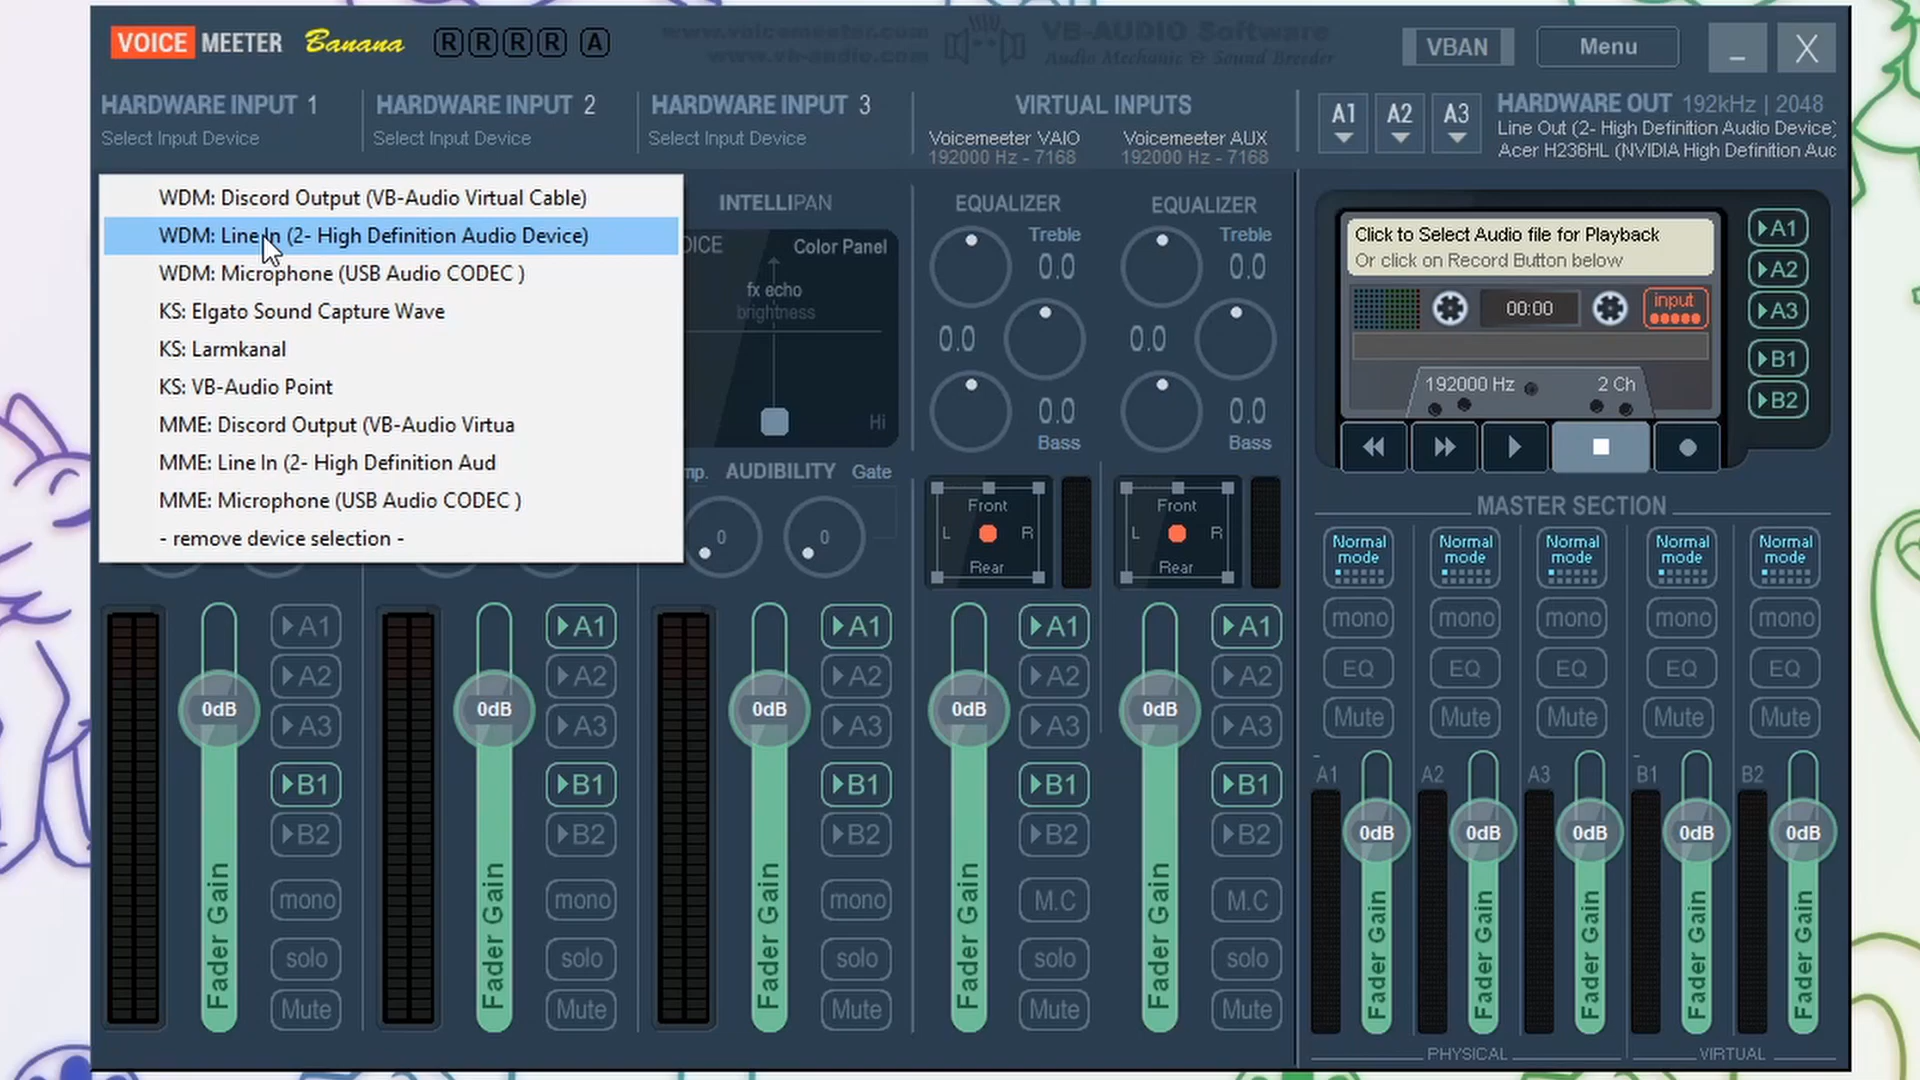 VOICE MEETER Banana R R R R A
www.voicemeeter.com
www.vb-audio.com
VB-AUDIO Software
Audio Mechanic & Sound Breeder
VBAN
Menu
_ X
HARDWARE INPUT 1
Select Input Device
HARDWARE INPUT 2
Select Input Device
HARDWARE INPUT 3
Select Input Device
VIRTUAL INPUTS
Voicemeeter VAIO
192000 Hz - 7168
Voicemeeter AUX
192000 Hz - 7168
A1 A2 A3
HARDWARE OUT 192kHz | 2048
Line Out (2- High Definition Audio Device)
Acer H236HL (NVIDIA High Definition Auc
WDM: Discord Output (VB-Audio Virtual Cable)
WDM: Line In (2- High Definition Audio Device)
WDM: Microphone (USB Audio CODEC )
KS: Elgato Sound Capture Wave
KS: Larmkanal
KS: VB-Audio Point
MME: Discord Output (VB-Audio Virtua
MME: Line In (2- High Definition Aud
MME: Microphone (USB Audio CODEC )
- remove device selection -
INTELLIPAN
OICE
Color Panel
fx echo
brightness
Hi
mp. AUDIBILITY Gate
0 0
EQUALIZER
Treble
0.0
0.0
0.0
Bass
EQUALIZER
Treble
0.0
0.0
0.0
Bass
Front
L R
Rear
Front
L R
Rear
Click to Select Audio file for Playback
Or click on Record Button below
00:00
input
192000 Hz 2 Ch
A1
A2
A3
B1
B2
MASTER SECTION
Normal mode Normal mode Normal mode Normal mode Normal mode
mono mono mono mono mono
EQ EQ EQ EQ EQ
Mute Mute Mute Mute Mute
A1 A2 A3 B1 B2
0dB 0dB 0dB 0dB 0dB
Fader Gain Fader Gain Fader Gain Fader Gain Fader Gain
PHYSICAL VIRTUAL
A1 A1 A1 A1 A1
A2 A2 A2 A2 A2
0dB 0dB 0dB 0dB 0dB
A3 A3 A3 A3 A3
B1 B1 B1 B1 B1
B2 B2 B2 B2 B2
Fader Gain Fader Gain Fader Gain Fader Gain Fader Gain
mono mono mono M.C M.C
solo solo solo solo solo
Mute Mute Mute Mute Mute